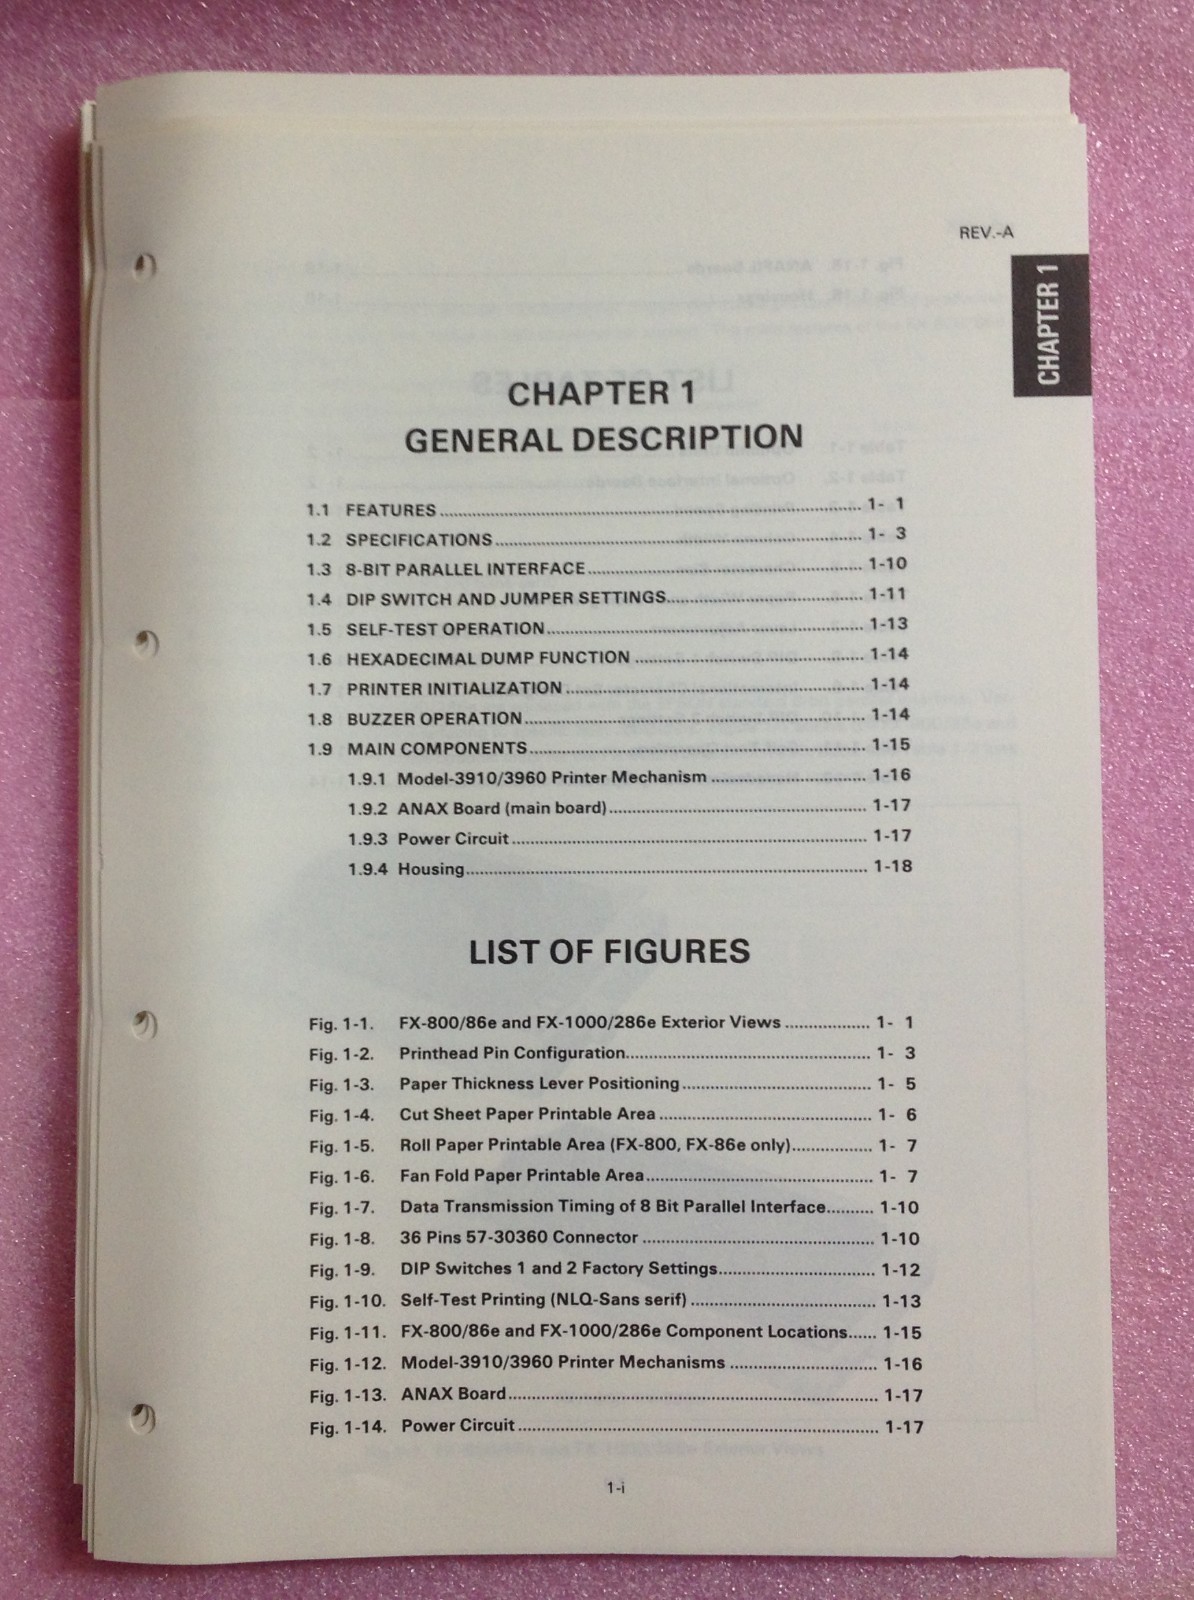 REV.-A
CHAPTER 1
CHAPTER 1
GENERAL DESCRIPTION
1.1 FEATURES ........ 1- 1
1.2 SPECIFICATIONS ........ 1- 3
1.3 8-BIT PARALLEL INTERFACE ........ 1-10
1.4 DIP SWITCH AND JUMPER SETTINGS ........ 1-11
1.5 SELF-TEST OPERATION ........ 1-13
1.6 HEXADECIMAL DUMP FUNCTION ........ 1-14
1.7 PRINTER INITIALIZATION ........ 1-14
1.8 BUZZER OPERATION ........ 1-14
1.9 MAIN COMPONENTS ........ 1-15
1.9.1 Model-3910/3960 Printer Mechanism ........ 1-16
1.9.2 ANAX Board (main board) ........ 1-17
1.9.3 Power Circuit ........ 1-17
1.9.4 Housing ........ 1-18
LIST OF FIGURES
Fig. 1-1. FX-800/86e and FX-1000/286e Exterior Views ........ 1- 1
Fig. 1-2. Printhead Pin Configuration ........ 1- 3
Fig. 1-3. Paper Thickness Lever Positioning ........ 1- 5
Fig. 1-4. Cut Sheet Paper Printable Area ........ 1- 6
Fig. 1-5. Roll Paper Printable Area (FX-800, FX-86e only) ........ 1- 7
Fig. 1-6. Fan Fold Paper Printable Area ........ 1- 7
Fig. 1-7. Data Transmission Timing of 8 Bit Parallel Interface ........ 1-10
Fig. 1-8. 36 Pins 57-30360 Connector ........ 1-10
Fig. 1-9. DIP Switches 1 and 2 Factory Settings ........ 1-12
Fig. 1-10. Self-Test Printing (NLQ-Sans serif) ........ 1-13
Fig. 1-11. FX-800/86e and FX-1000/286e Component Locations ...... 1-15
Fig. 1-12. Model-3910/3960 Printer Mechanisms ........ 1-16
Fig. 1-13. ANAX Board ........ 1-17
Fig. 1-14. Power Circuit ........ 1-17
1-i